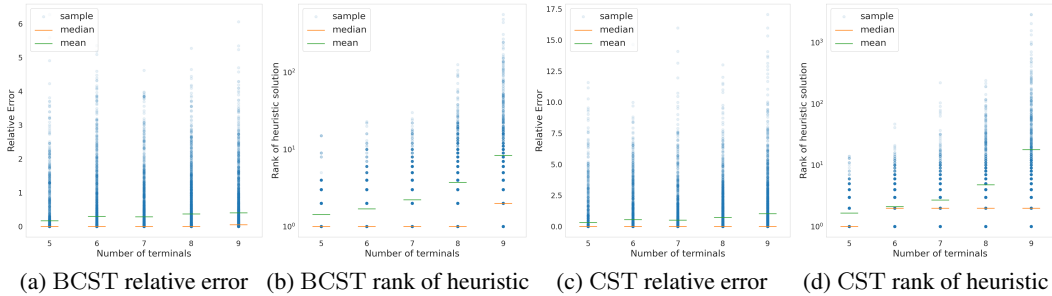 sample
median
mean
Relative Error
6
5
4
3
2
1
0
5 6 7 8 9
Number of terminals
(a) BCST relative error
sample
median
mean
Rank of heuristic solution
10²
10¹
10⁰
5 6 7 8 9
Number of terminals
(b) BCST rank of heuristic
sample
median
mean
Relative Error
17.5
15.0
12.5
10.0
7.5
5.0
2.5
0.0
5 6 7 8 9
Number of terminals
(c) CST relative error
sample
median
mean
Rank of heuristic solution
10³
10²
10¹
10⁰
5 6 7 8 9
Number of terminals
(d) CST rank of heuristic